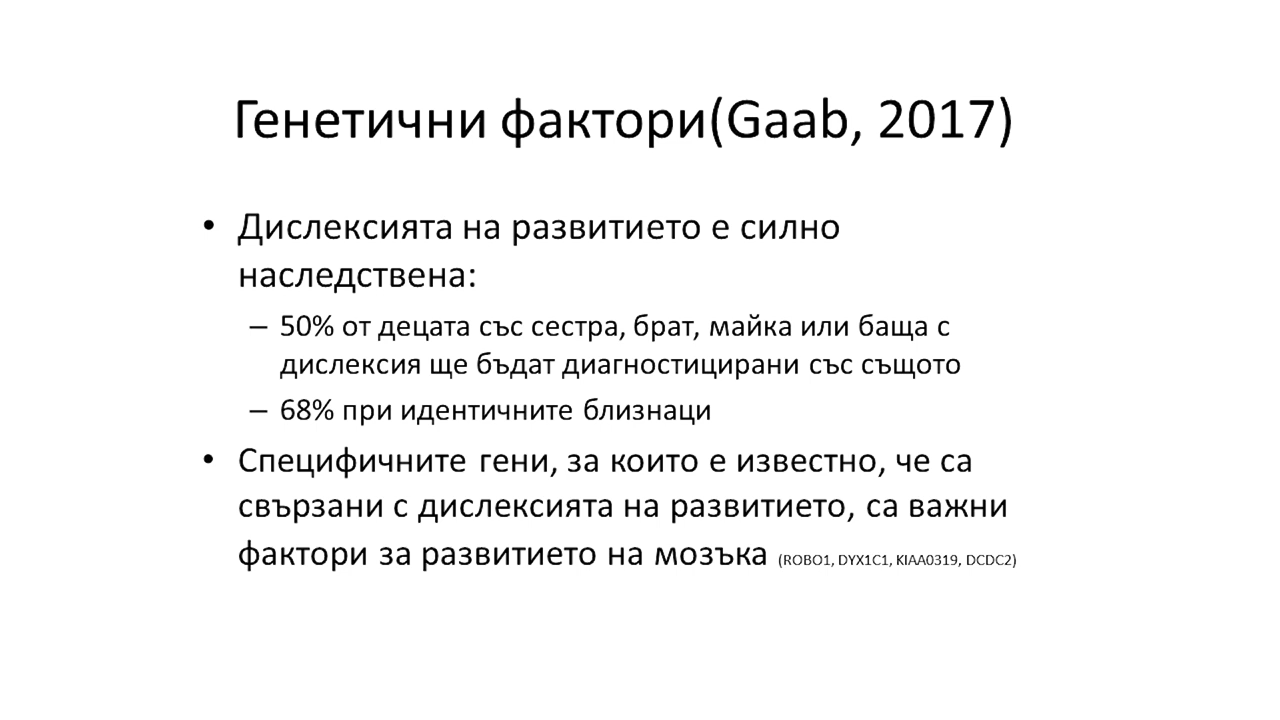 Генетични фактори(Gaab, 2017)
• Дислексията на развитието е силно
наследствена:
– 50% от децата със сестра, брат, майка или баща с
дислексия ще бъдат диагностицирани със същото
– 68% при идентичните близнаци
• Специфичните гени, за които е известно, че са
свързани с дислексията на развитието, са важни
фактори за развитието на мозъка (ROBO1, DYX1C1, KIAA0319, DCDC2)